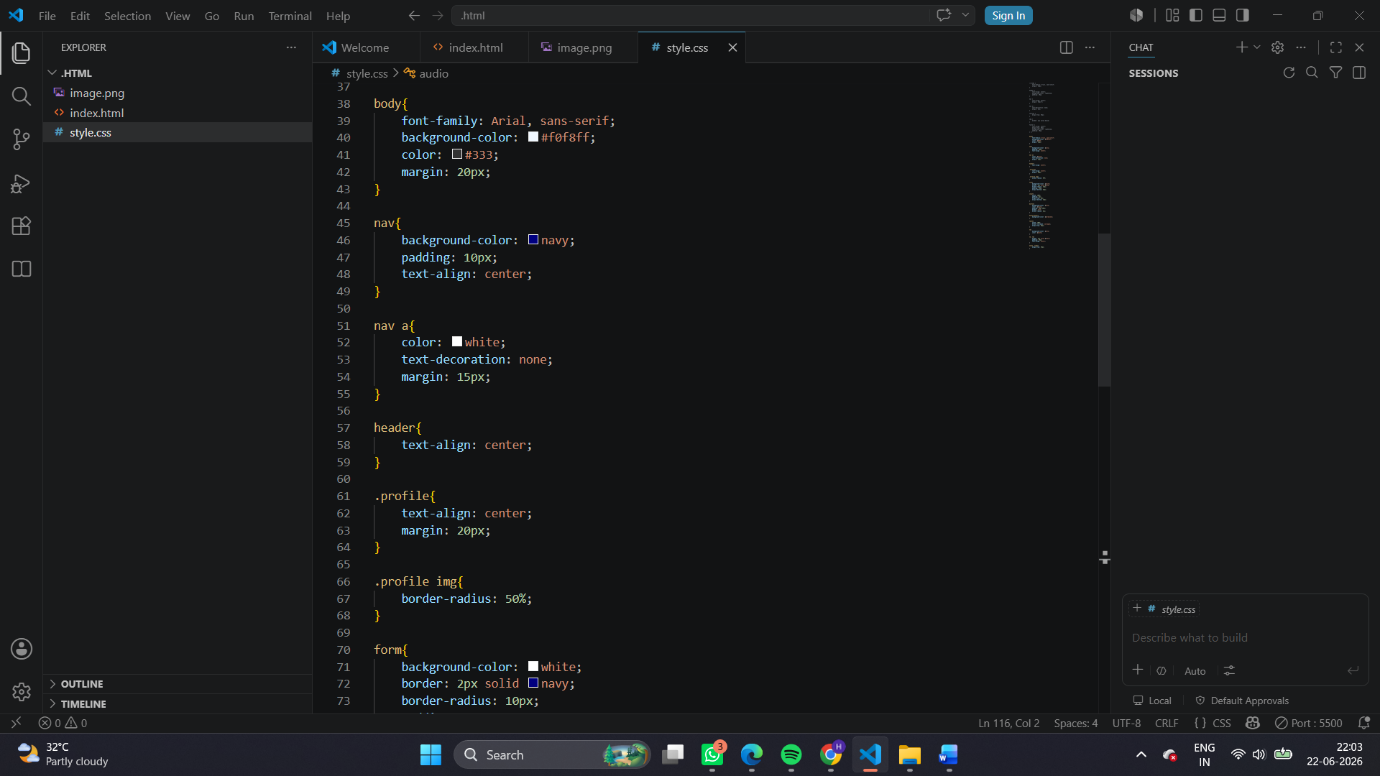 File Edit Selection View Go Run Terminal Help
.html
Sign In
EXPLORER
.HTML
image.png
index.html
style.css
OUTLINE
TIMELINE
Welcome
index.html
image.png
style.css
style.css > audio
37
38 body{
39 font-family: Arial, sans-serif;
40 background-color: #f0f8ff;
41 color: #333;
42 margin: 20px;
43 }
44
45 nav{
46 background-color: navy;
47 padding: 10px;
48 text-align: center;
49 }
50
51 nav a{
52 color: white;
53 text-decoration: none;
54 margin: 15px;
55 }
56
57 header{
58 text-align: center;
59 }
60
61 .profile{
62 text-align: center;
63 margin: 20px;
64 }
65
66 .profile img{
67 border-radius: 50%;
68 }
69
70 form{
71 background-color: white;
72 border: 2px solid navy;
73 border-radius: 10px;
CHAT
SESSIONS
style.css
Describe what to build
Auto
Local Default Approvals
0 0
Ln 116, Col 2 Spaces: 4 UTF-8 CRLF {} CSS Port : 5500
32°C
Partly cloudy
Search
3
H
ENG
IN
22:03
22-06-2026